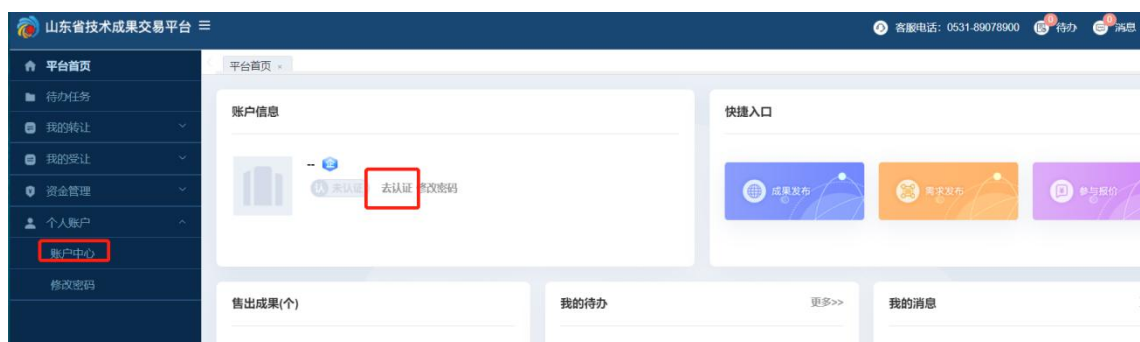 山东省技术成果交易平台
客服电话：0531-89078900
0
待办
0
消息
平台首页
待办任务
我的转让
我的受让
资金管理
个人账户
账户中心
修改密码
平台首页
账户信息
--
企
认 未认证
去认证 修改密码
快捷入口
成果发布
需求发布
参与报价
售出成果(个)
我的待办
更多>>
我的消息